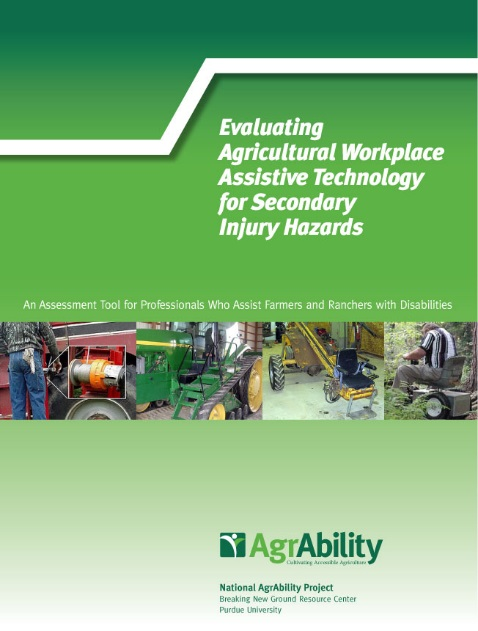 Evaluating
Agricultural Workplace
Assistive Technology
for Secondary
Injury Hazards
An Assessment Tool for Professionals Who Assist Farmers and Ranchers with Disabilities
AgrAbility
Cultivating Accessible Agriculture
National AgrAbility Project
Breaking New Ground Resource Center
Purdue University